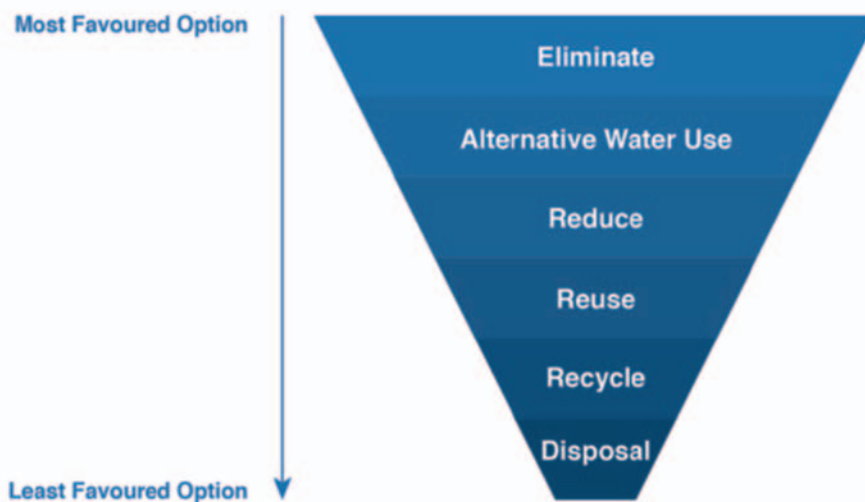 Most Favoured Option
Eliminate
Alternative Water Use
Reduce
Reuse
Recycle
Disposal
Least Favoured Option